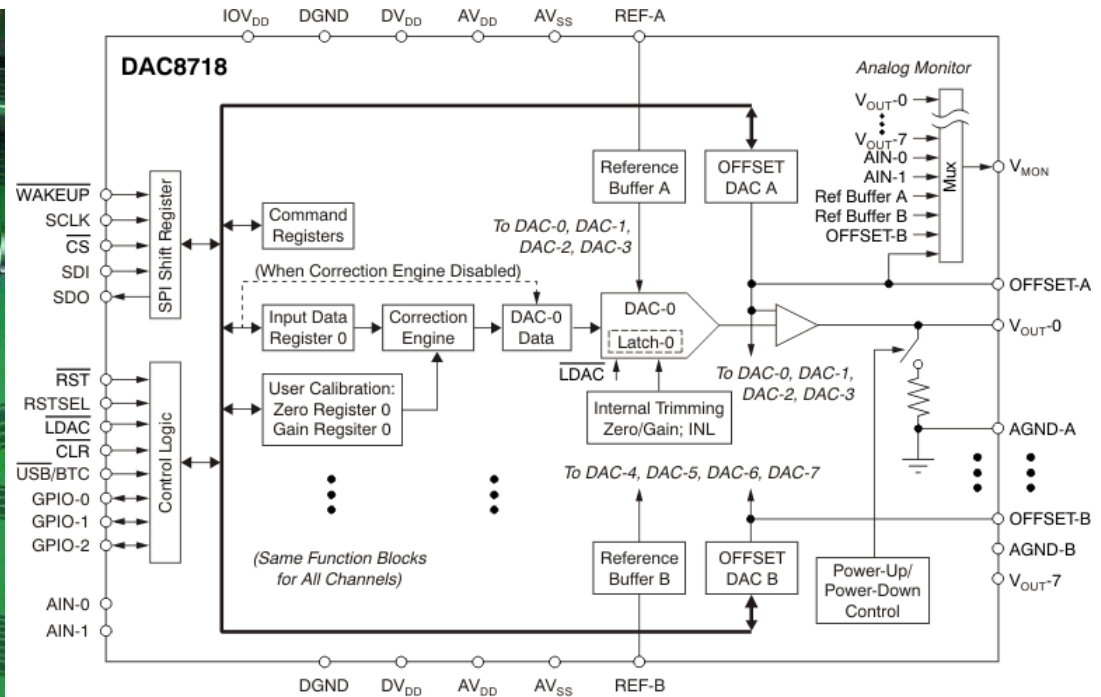 IOVDD DGND DVDD AVDD AVSS REF-A
DAC8718
Analog Monitor
VOUT-0
VOUT-7
AIN-0
AIN-1
Ref Buffer A
Ref Buffer B
OFFSET-B
Mux
VMON
Reference
Buffer A
OFFSET
DAC A
WAKEUP
SCLK
CS
SDI
SDO
SPI Shift Register
Command
Registers
To DAC-0, DAC-1,
DAC-2, DAC-3
(When Correction Engine Disabled)
Input Data
Register 0
Correction
Engine
DAC-0
Data
DAC-0
Latch-0
OFFSET-A
VOUT-0
LDAC
To DAC-0, DAC-1,
DAC-2, DAC-3
RST
RSTSEL
LDAC
CLR
USB/BTC
GPIO-0
GPIO-1
GPIO-2
Control Logic
User Calibration:
Zero Register 0
Gain Regsiter 0
Internal Trimming
Zero/Gain; INL
AGND-A
To DAC-4, DAC-5, DAC-6, DAC-7
OFFSET-B
AGND-B
VOUT-7
(Same Function Blocks
for All Channels)
Reference
Buffer B
OFFSET
DAC B
Power-Up/
Power-Down
Control
AIN-0
AIN-1
DGND DVDD AVDD AVSS REF-B